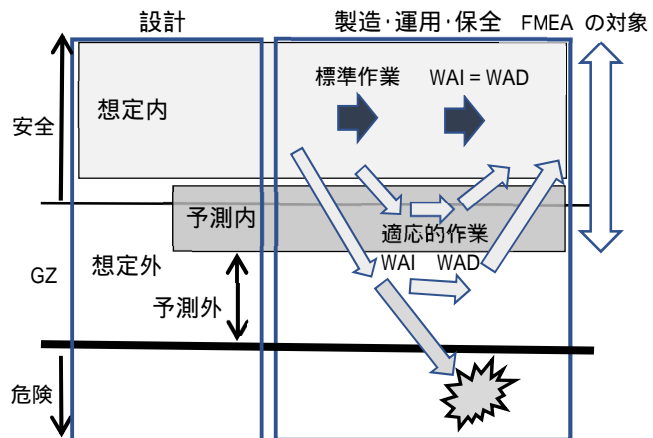 設計
製造･運用･保全
FMEA の対象
標準作業
WAI = WAD
想定内
安全
予測内
適応的作業
WAI WAD
想定外
GZ
予測外
危険